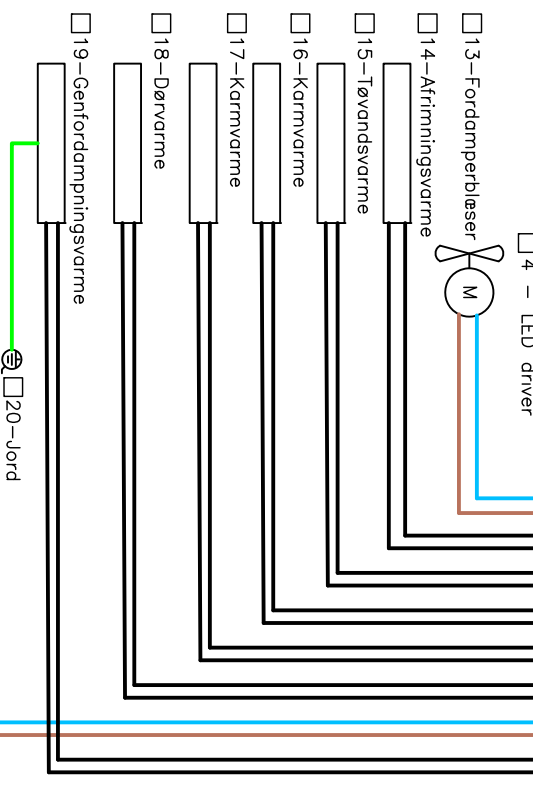 4 - LED driver
13-Fordamperblæser
M
14-Afrimningsvarme
15-Tøvandsvarme
16-Karmvarme
17-Karmvarme
18-Dørvarme
19-Genfordampningsvarme
20-Jord